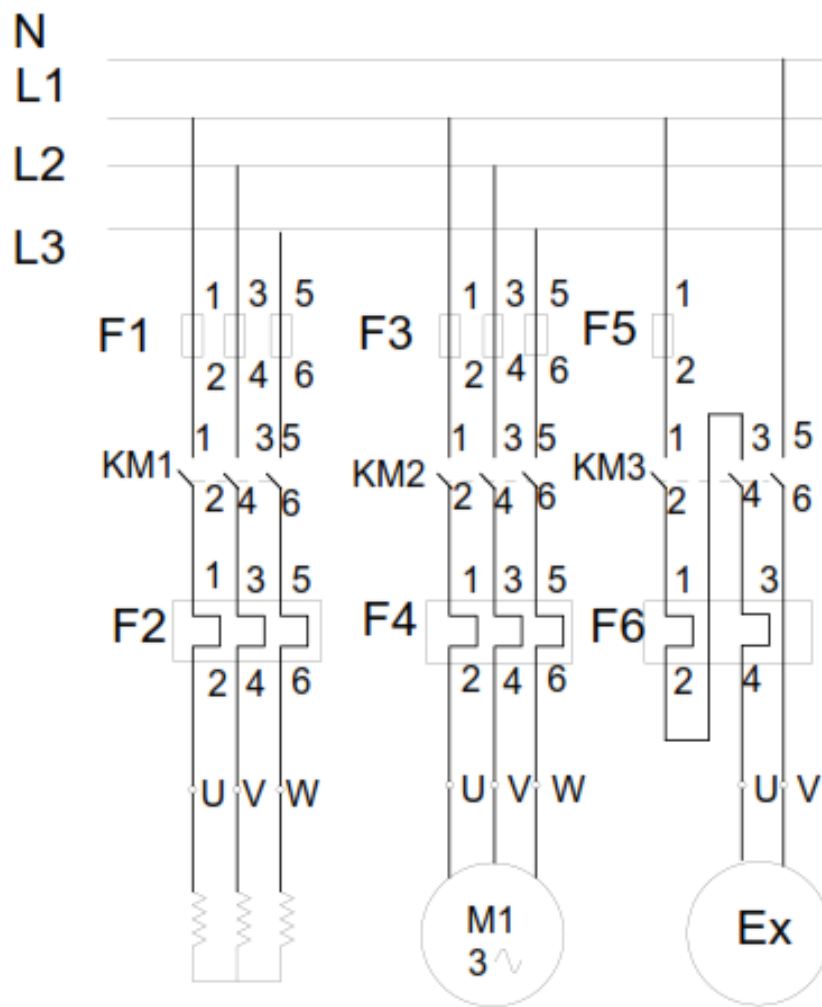 N
L1
L2
L3
1 3 5 1 3 5 1
F1 F3 F5
2 4 6 2 4 6 2
1 3 5 1 3 5 1 3 5
KM1 KM2 KM3
2 4 6 2 4 6 2 4 6
1 3 5 1 3 5 1 3
F2 F4 F6
2 4 6 2 4 6 2 4
U V W U V W U V
M1 Ex
3